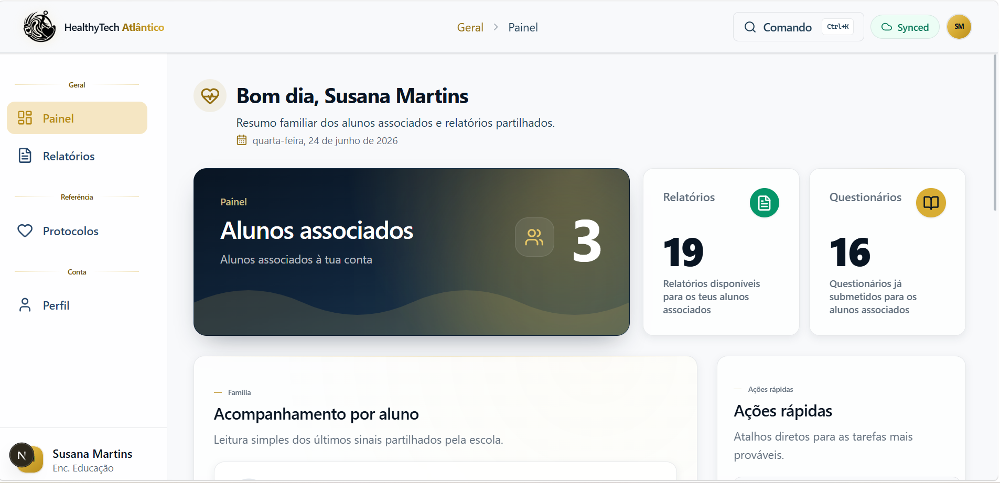 HealthyTech Atlântico
Geral > Painel
Comando Ctrl+K
Synced
SM
Geral
Painel
Relatórios
Referência
Protocolos
Conta
Perfil
N
Susana Martins
Enc. Educação
Bom dia, Susana Martins
Resumo familiar dos alunos associados e relatórios partilhados.
quarta-feira, 24 de junho de 2026
Painel
Alunos associados
Alunos associados à tua conta
3
Relatórios
19
Relatórios disponíveis
para os teus alunos
associados
Questionários
16
Questionários já
submetidos para os
alunos associados
Família
Acompanhamento por aluno
Leitura simples dos últimos sinais partilhados pela escola.
Ações rápidas
Ações rápidas
Atalhos diretos para as tarefas mais
prováveis.